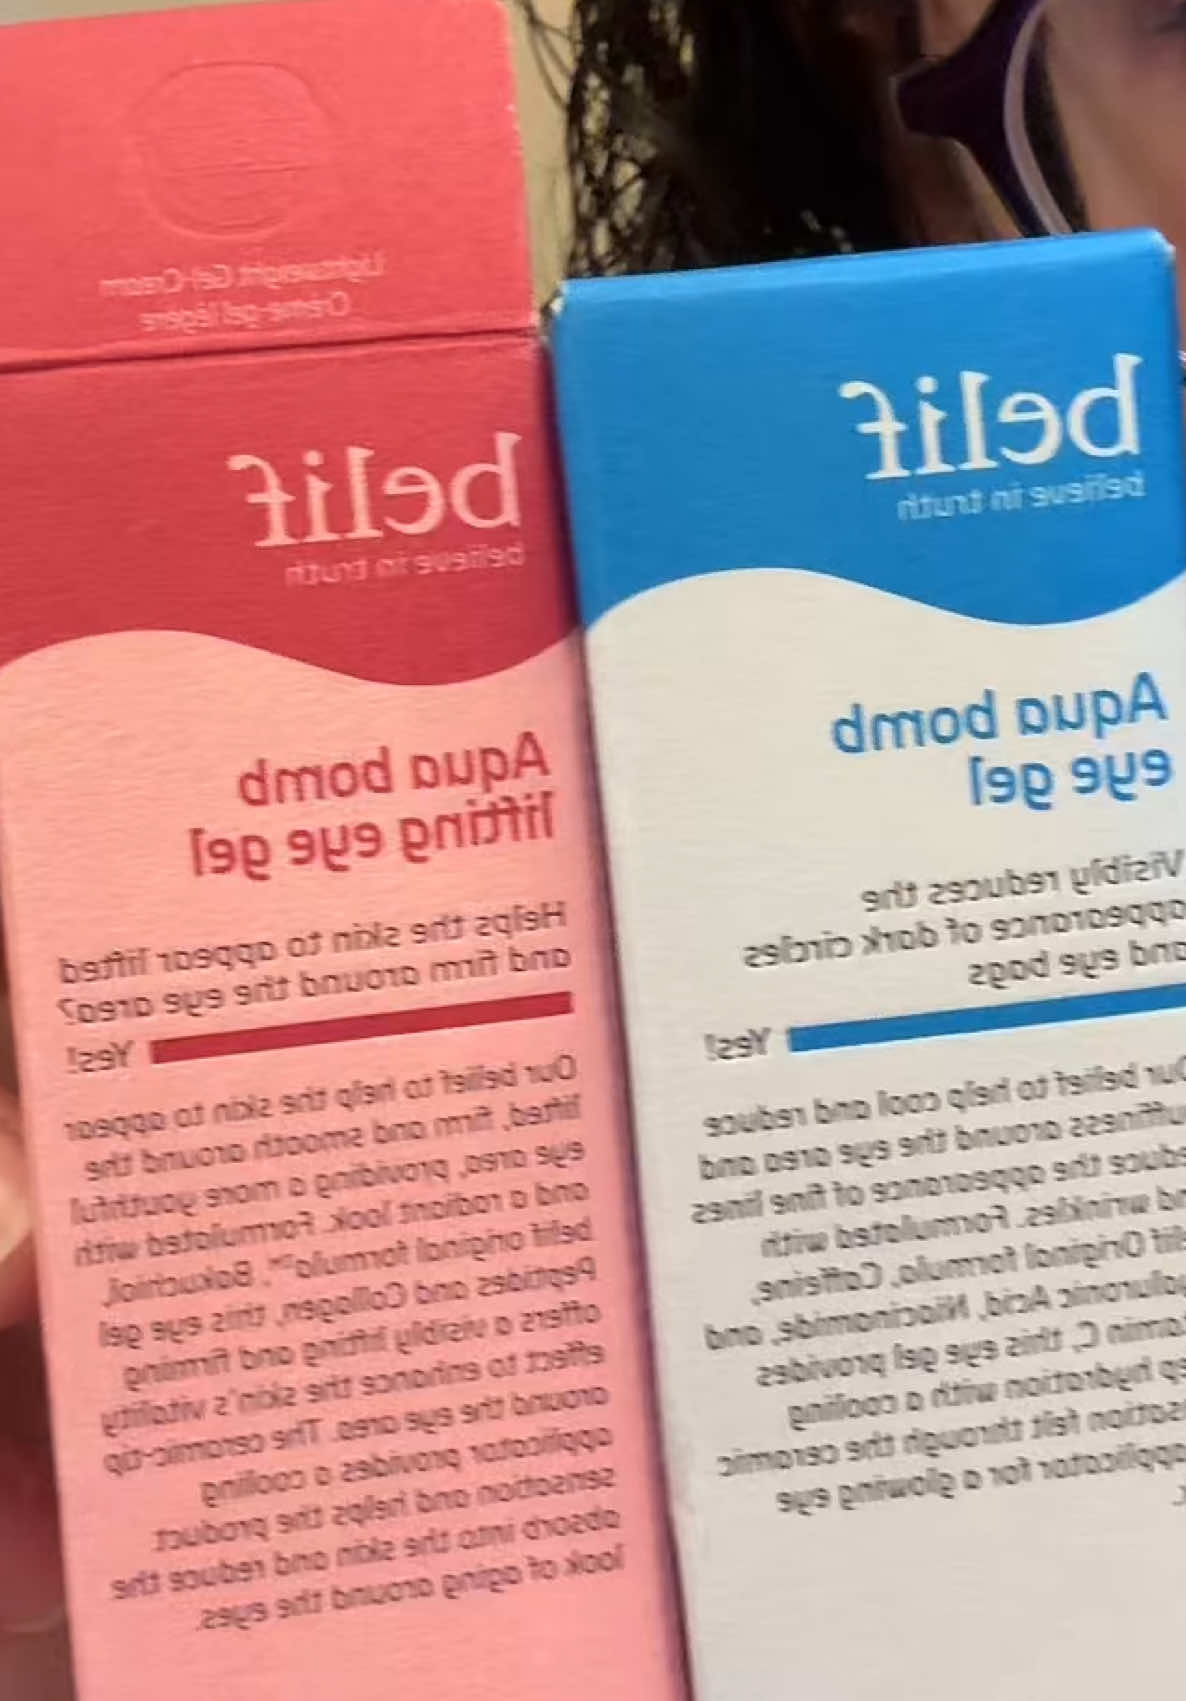 Lightweight Gel-Cream
Crème-gel légère
belif
believe in truth
Aqua bomb
lifting eye gel
Helps the skin to appear lifted
and firm around the eye area?
Yes!
Our belief to help the skin to appear
lifted, firm and smooth around the
eye area, providing a more youthful
and a radiant look. Formulated with
belif original formula™, Bakuchiol,
Peptides and Collagen, this eye gel
offers a visibly lifting and firming
effect to enhance the skin's vitality
around the eye area. The ceramic-tip
applicator provides a cooling
sensation and helps the product
absorb into the skin and reduce the
look of aging around the eyes.
belif
believe in truth
Aqua bomb
eye gel
Visibly reduces the
appearance of dark circles
and eye bags
Yes!
Our belief to help cool and reduce
puffiness around the eye area and
reduce the appearance of fine lines
and wrinkles. Formulated with
belif Original formula, Caffeine,
Hyaluronic Acid, Niacinamide, and
Vitamin C, this eye gel provides
deep hydration with a cooling
sensation felt through the ceramic
applicator for a glowing eye